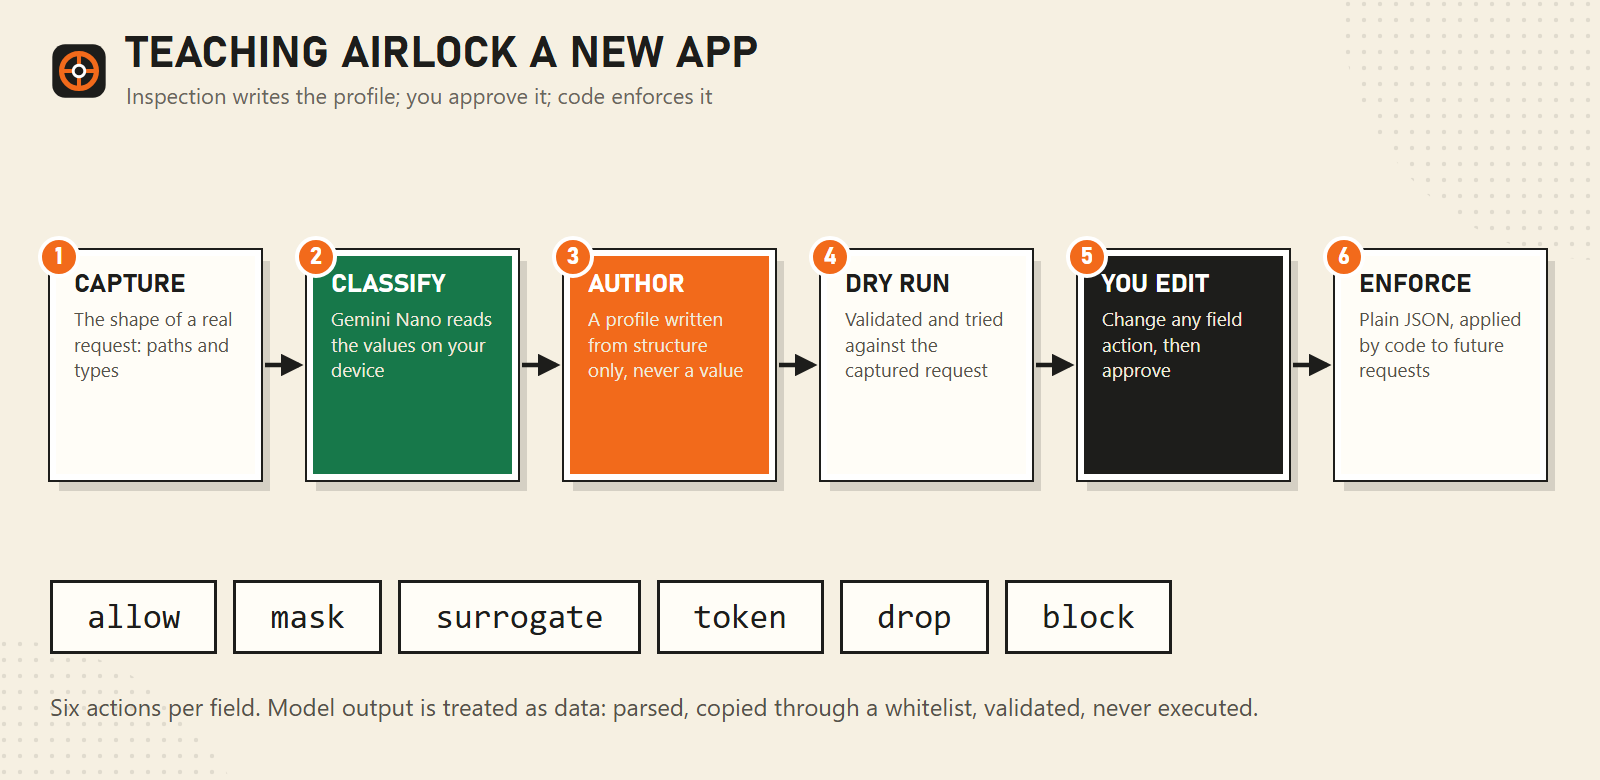 TEACHING AIRLOCK A NEW APP
Inspection writes the profile; you approve it; code enforces it
1
CAPTURE
The shape of a real
request: paths and
types
2
CLASSIFY
Gemini Nano reads
the values on your
device
3
AUTHOR
A profile written
from structure
only, never a value
4
DRY RUN
Validated and tried
against the
captured request
5
YOU EDIT
Change any field
action, then
approve
6
ENFORCE
Plain JSON, applied
by code to future
requests
allow
mask
surrogate
token
drop
block
Six actions per field. Model output is treated as data: parsed, copied through a whitelist, validated, never executed.